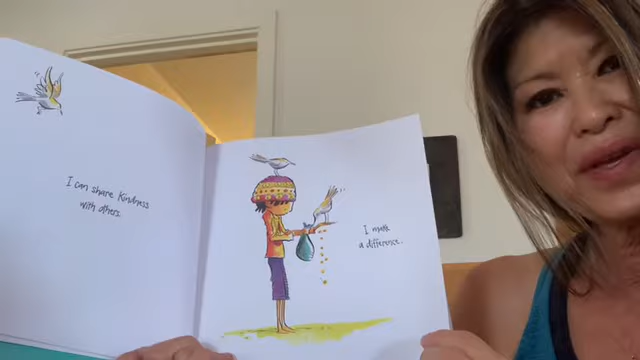 I can share kindness
with others.
I make
a difference.